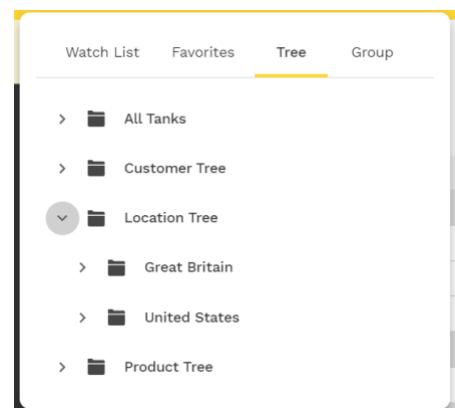 Watch List Favorites Tree Group
All Tanks
Customer Tree
Location Tree
Great Britain
United States
Product Tree